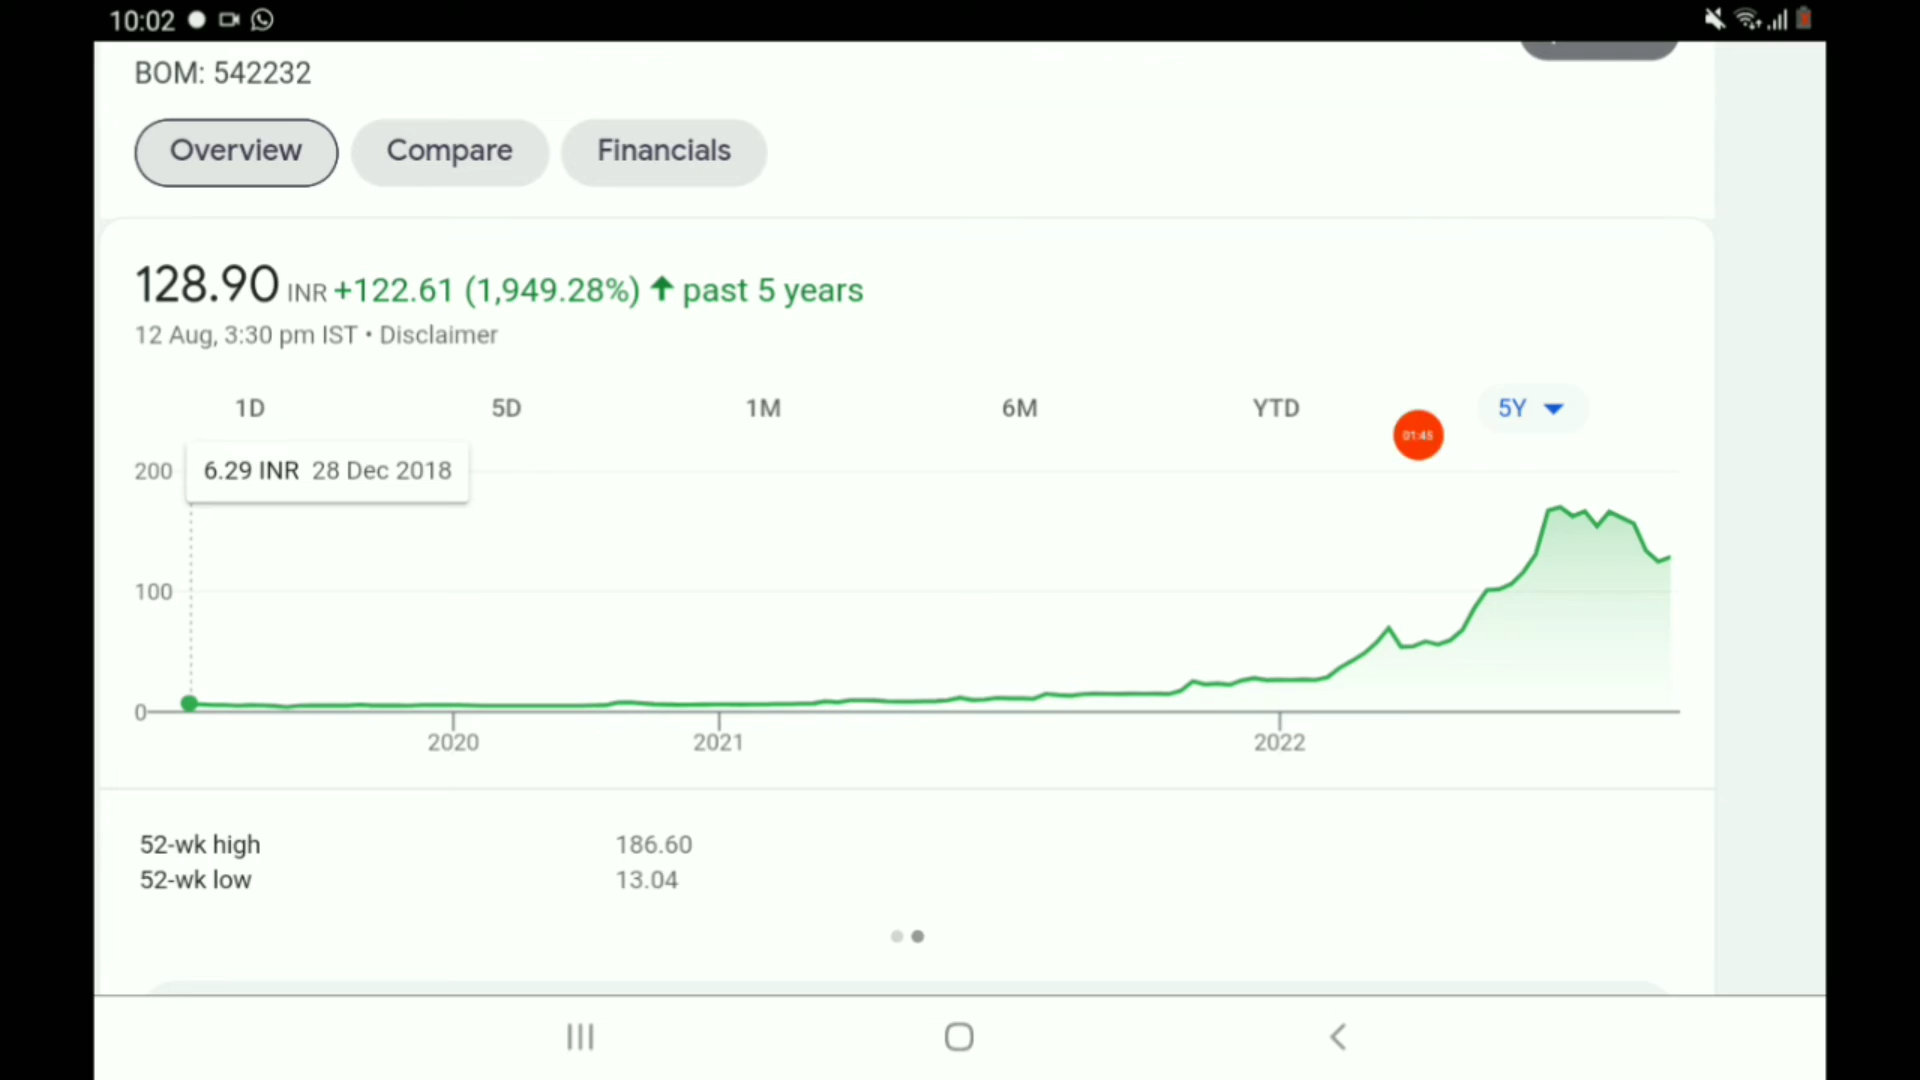 10:02
BOM: 542232
Overview Compare Financials
128.90 INR +122.61 (1,949.28%) ↑ past 5 years
12 Aug, 3:30 pm IST • Disclaimer
1D 5D 1M 6M YTD 5Y
01:45
200 6.29 INR 28 Dec 2018
100
0
2020 2021 2022
52-wk high 186.60
52-wk low 13.04